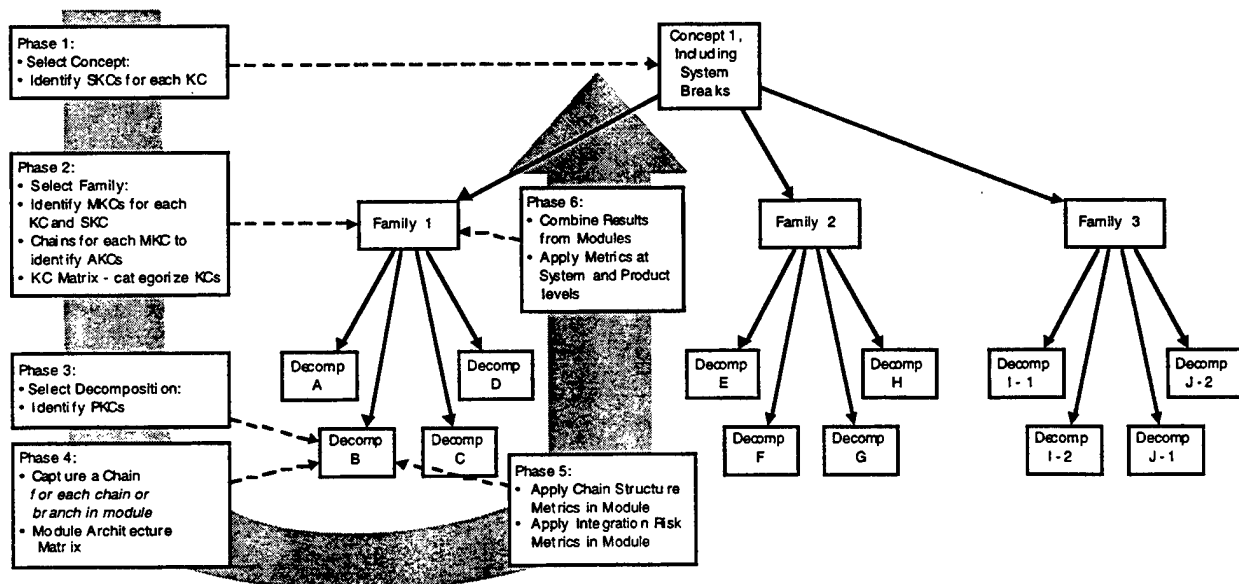 Phase 1:
• Select Concept:
• Identify SKCs for each KC
Concept 1,
Including
System
Breaks
Phase 2:
• Select Family:
• Identify MKCs for each
KC and SKC
• Chains for each MKC to
identify AKCs
• KC Matrix - categorize KCs
Family 1
Phase 6:
• Combine Results
from Modules
• Apply Metrics at
System and Product
levels
Family 2
Family 3
Phase 3:
• Select Decomposition:
• Identify PKCs
Decomp
A
Decomp
D
Decomp
E
Decomp
H
Decomp
I - 1
Decomp
J - 2
Decomp
B
Decomp
C
Decomp
F
Decomp
G
Decomp
I - 2
Decomp
J - 1
Phase 4:
• Capture a Chain
for each chain or
branch in module
• Module Architecture
Matrix
Phase 5:
• Apply Chain Structure
Metrics in Module
• Apply Integration Risk
Metrics in Module